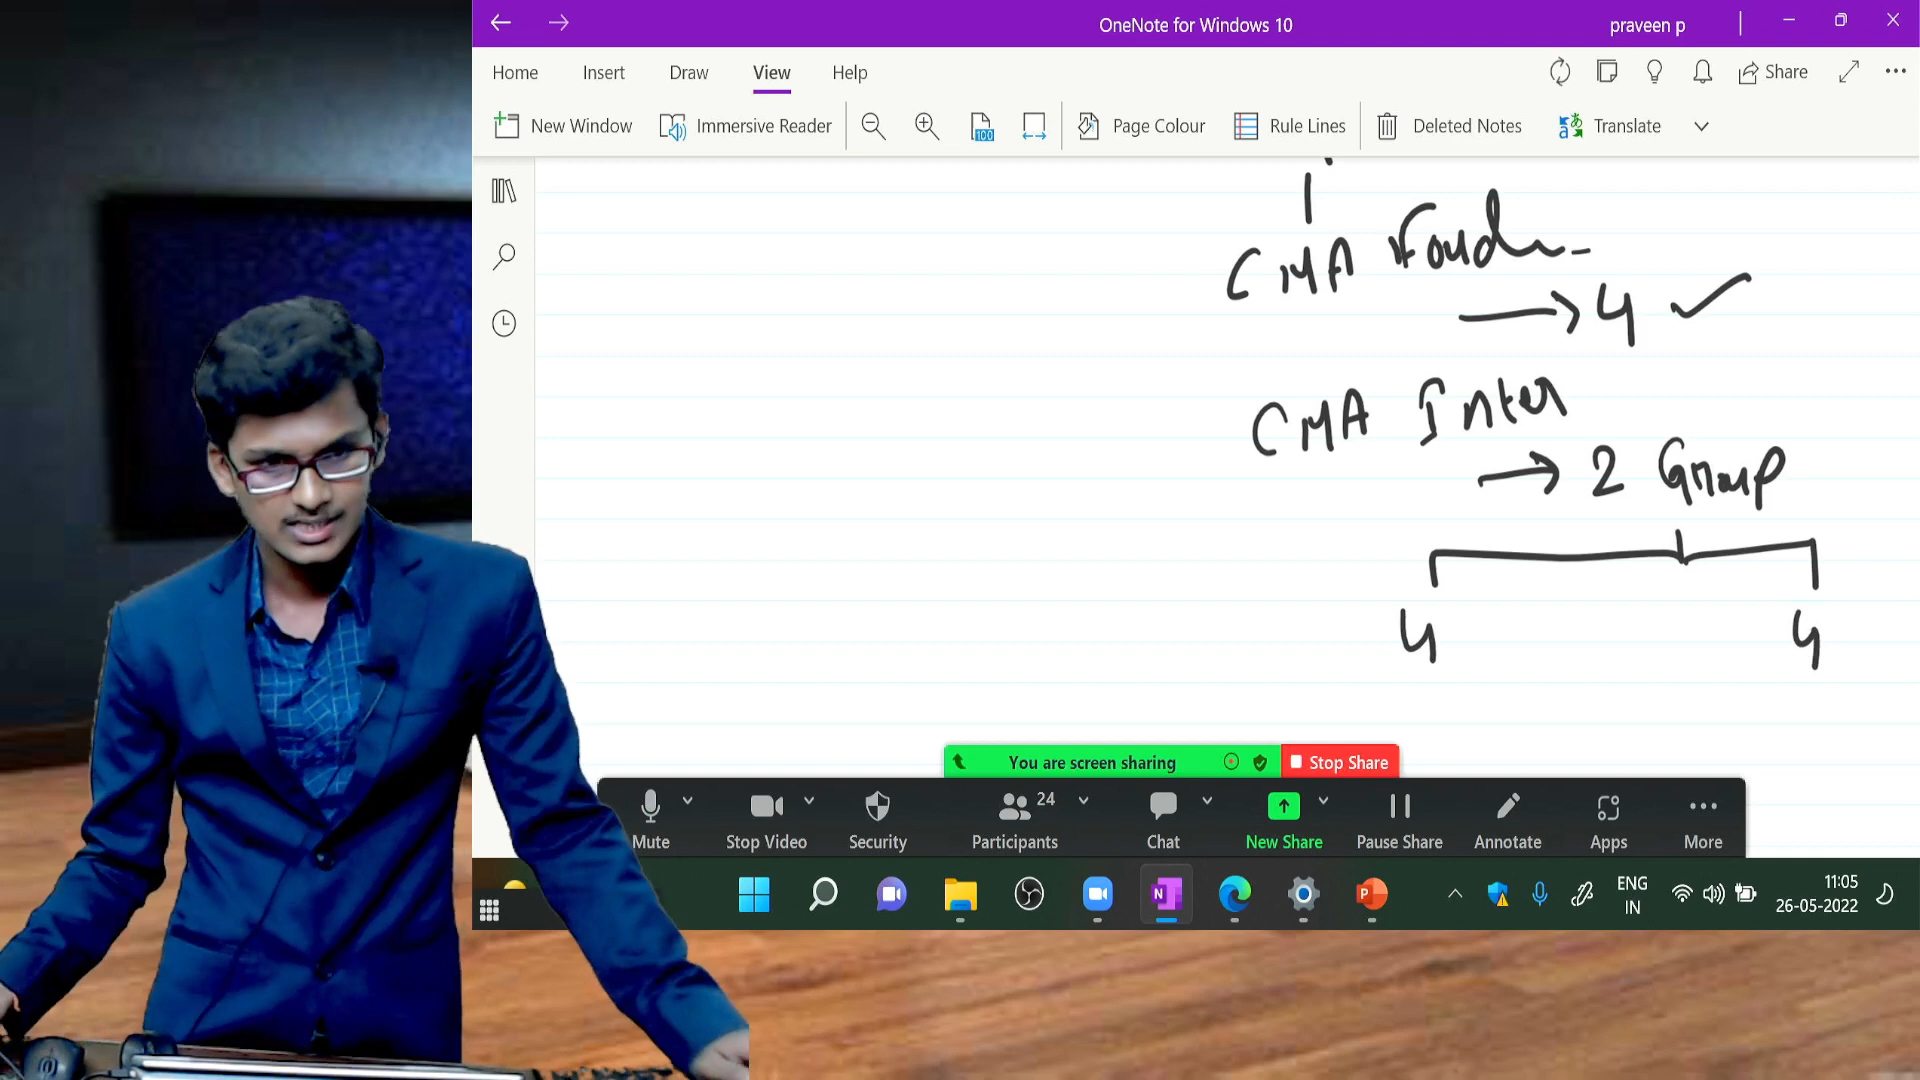 OneNote for Windows 10
praveen p
Home Insert Draw View Help
Share
New Window Immersive Reader 100 Page Colour Rule Lines Deleted Notes Translate
CMA
→ 4 ✓
CMA Inter
→ 2 Group
4 4
You are screen sharing Stop Share
24
Mute Stop Video Security Participants Chat New Share Pause Share Annotate Apps More
ENG
IN
11:05
26-05-2022